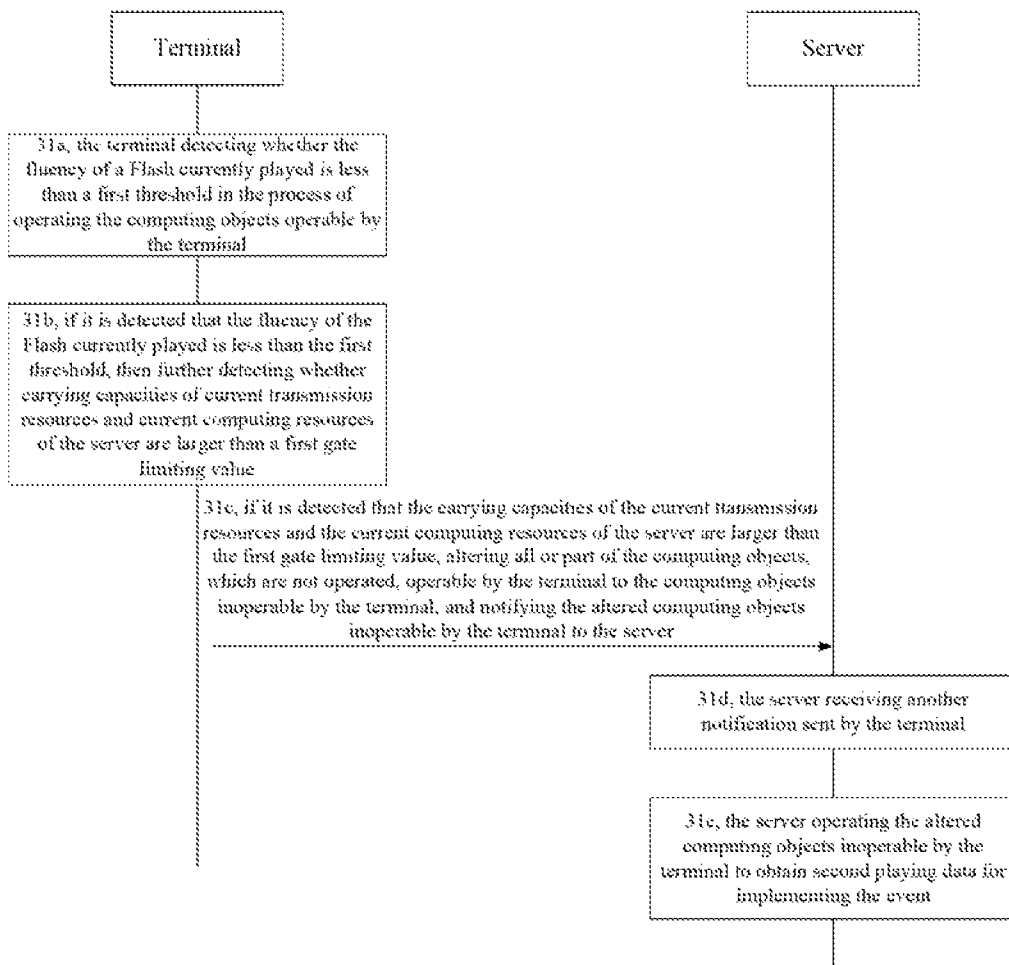 Terminal
Server
31a, the terminal detecting whether the
fluency of a Flash currently played is less
than a first threshold in the process of
operating the computing objects operable by
the terminal
31b, if it is detected that the fluency of the
Flash currently played is less than the first
threshold, then further detecting whether
carrying capacities of current transmission
resources and current computing resources
of the server are larger than a first gate
limiting value
31c, if it is detected that the carrying capacities of the current transmission
resources and the current computing resources of the server are larger than
the first gate limiting value, altering all or part of the computing objects,
which are not operated, operable by the terminal to the computing objects
inoperable by the terminal, and notifying the altered computing objects
inoperable by the terminal to the server
31d, the server receiving another
notification sent by the terminal
31e, the server operating the altered
computing objects inoperable by the
terminal to obtain second playing data for
implementing the event